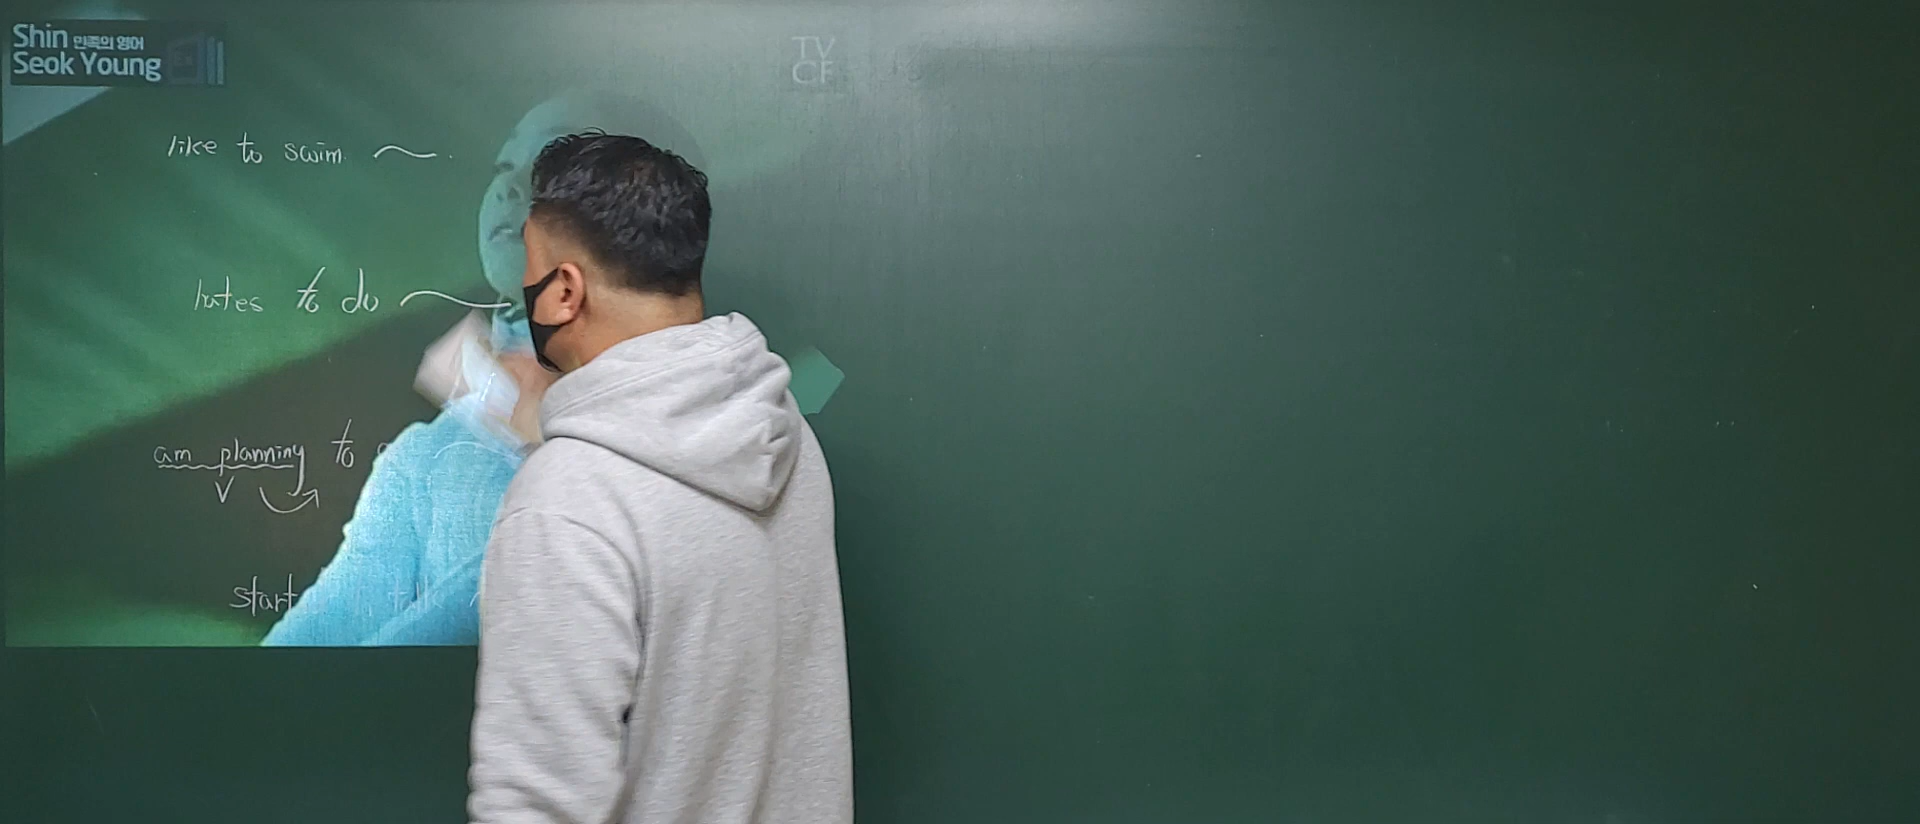 Shin 민족의 영어
Seok Young
TV
CF
like to swim ~.
hates to do ~
am planning to
V
start talk